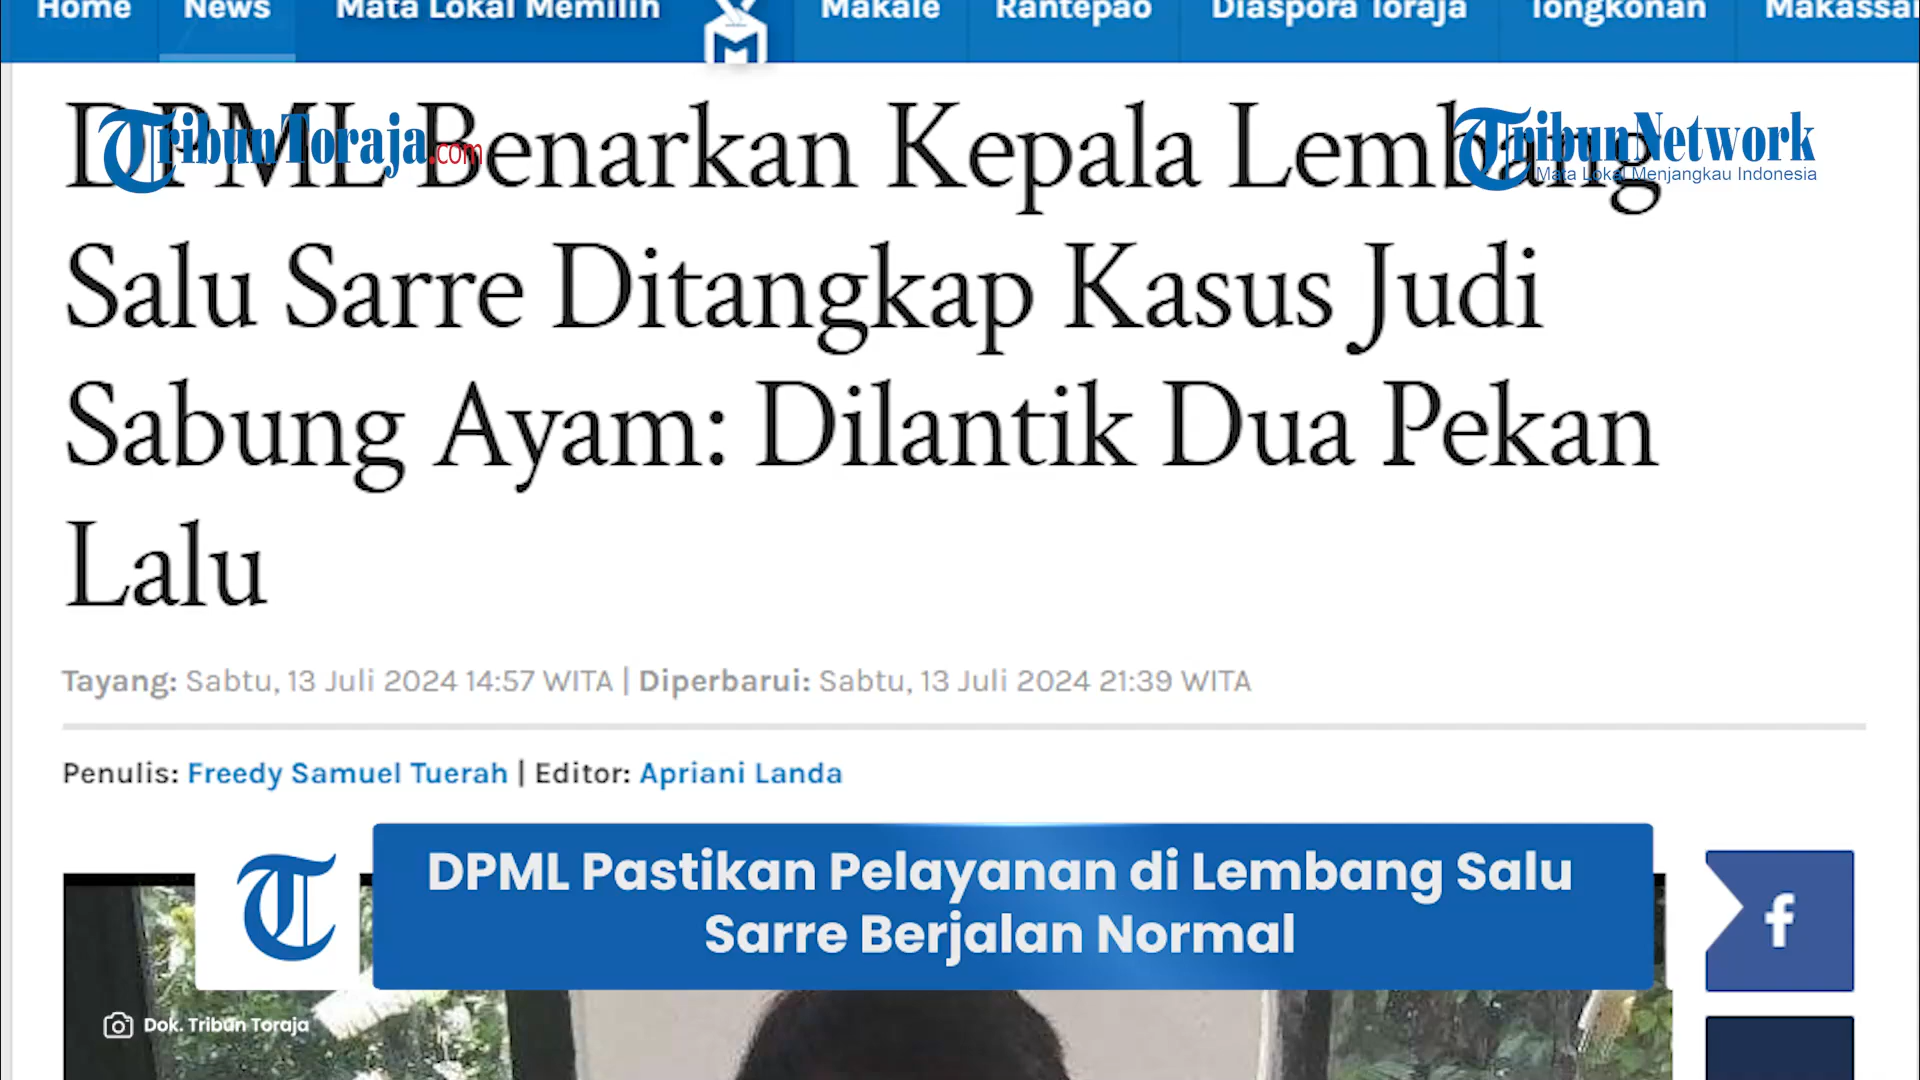 Home News Mata Lokal Memilih Makale Rantepao Diaspora Toraja Tongkonan Makassar
TribunToraja.com
TribunNetwork
Mata Lokal Menjangkau Indonesia
DPML Benarkan Kepala Lembang
Salu Sarre Ditangkap Kasus Judi
Sabung Ayam: Dilantik Dua Pekan
Lalu
Tayang: Sabtu, 13 Juli 2024 14:57 WITA | Diperbarui: Sabtu, 13 Juli 2024 21:39 WITA
Penulis: Freedy Samuel Tuerah | Editor: Apriani Landa
DPML Pastikan Pelayanan di Lembang Salu
Sarre Berjalan Normal
Dok. Tribun Toraja